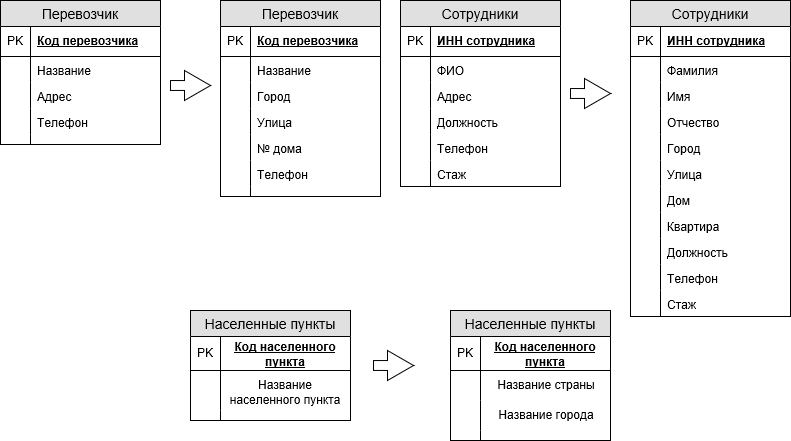 Перевозчик
PK Код перевозчика
Название
Адрес
Телефон
Перевозчик
PK Код перевозчика
Название
Город
Улица
№ дома
Телефон
Сотрудники
PK ИНН сотрудника
ФИО
Адрес
Должность
Телефон
Стаж
Сотрудники
PK ИНН сотрудника
Фамилия
Имя
Отчество
Город
Улица
Дом
Квартира
Должность
Телефон
Стаж
Населенные пункты
PK Код населенного
пункта
Название
населенного пункта
Населенные пункты
PK Код населенного
пункта
Название страны
Название города